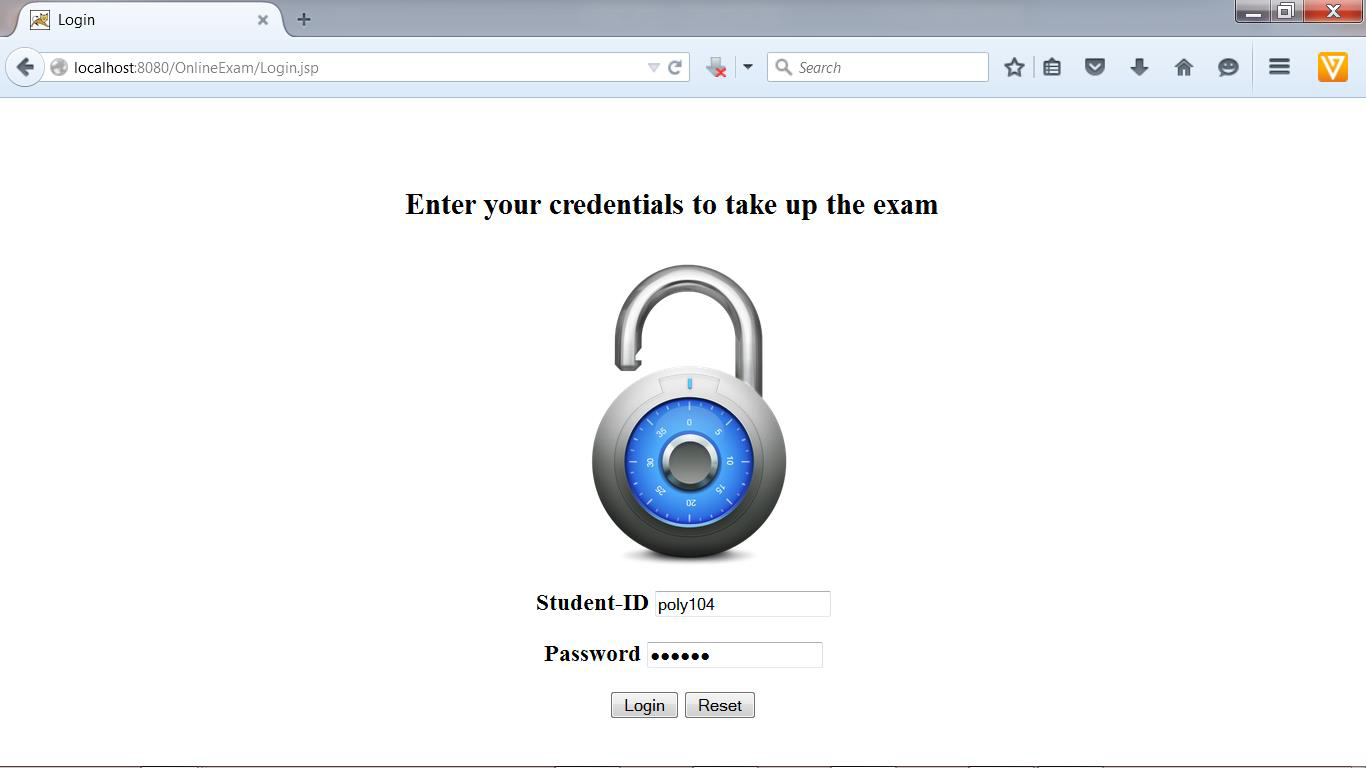 Login
localhost:8080/OnlineExam/Login.jsp
Search
Enter your credentials to take up the exam
0
5
10
15
20
25
30
35
Student-ID poly104
Password ••••••
Login Reset